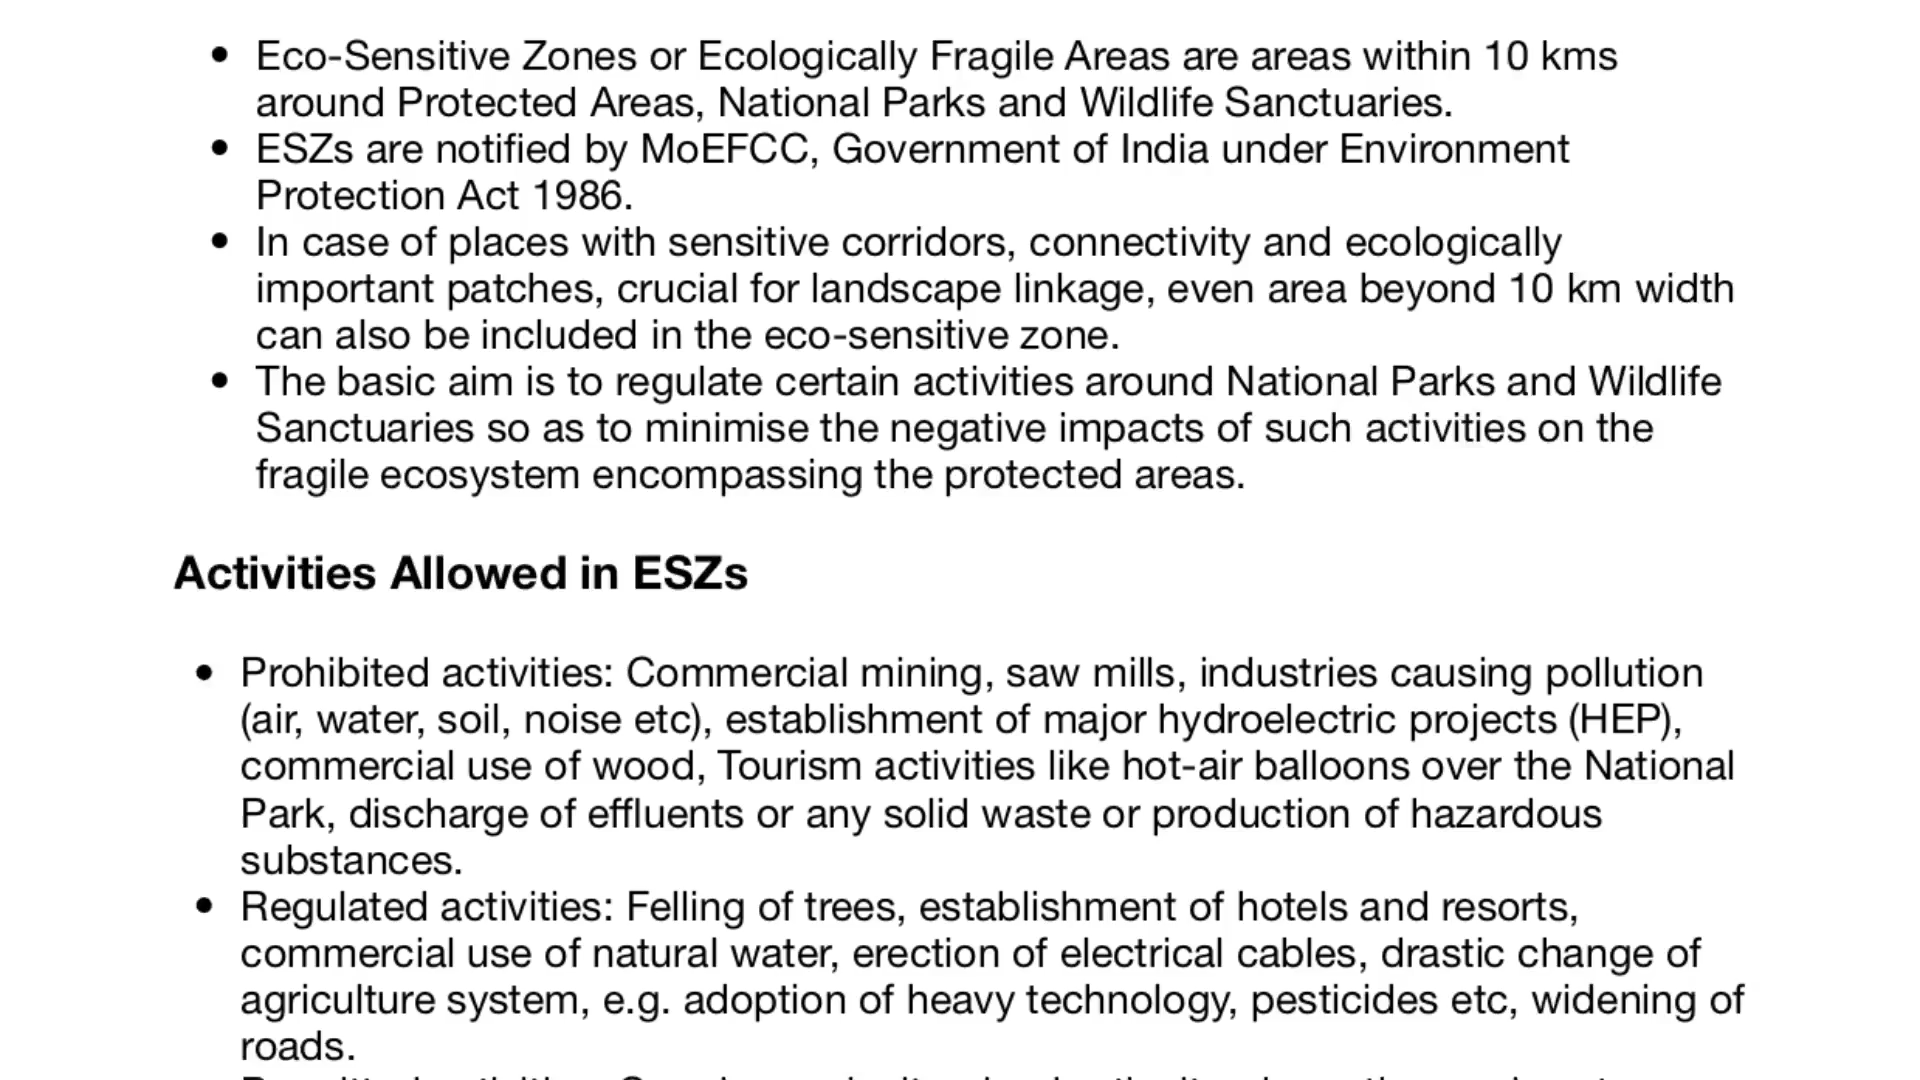 • Eco-Sensitive Zones or Ecologically Fragile Areas are areas within 10 kms
around Protected Areas, National Parks and Wildlife Sanctuaries.
• ESZs are notified by MoEFCC, Government of India under Environment
Protection Act 1986.
• In case of places with sensitive corridors, connectivity and ecologically
important patches, crucial for landscape linkage, even area beyond 10 km width
can also be included in the eco-sensitive zone.
• The basic aim is to regulate certain activities around National Parks and Wildlife
Sanctuaries so as to minimise the negative impacts of such activities on the
fragile ecosystem encompassing the protected areas.
Activities Allowed in ESZs
• Prohibited activities: Commercial mining, saw mills, industries causing pollution
(air, water, soil, noise etc), establishment of major hydroelectric projects (HEP),
commercial use of wood, Tourism activities like hot-air balloons over the National
Park, discharge of effluents or any solid waste or production of hazardous
substances.
• Regulated activities: Felling of trees, establishment of hotels and resorts,
commercial use of natural water, erection of electrical cables, drastic change of
agriculture system, e.g. adoption of heavy technology, pesticides etc, widening of
roads.